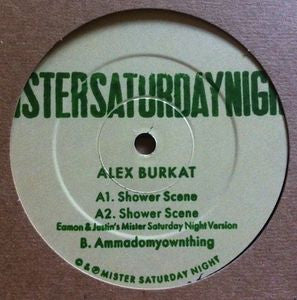 ISTERSATURDAYNIGH
ALEX BURKAT
A1. Shower Scene
A2. Shower Scene
Eamon & Justin's Mister Saturday Night Version
B. Ammadomyownthing
©&℗MISTER SATURDAY NIGHT